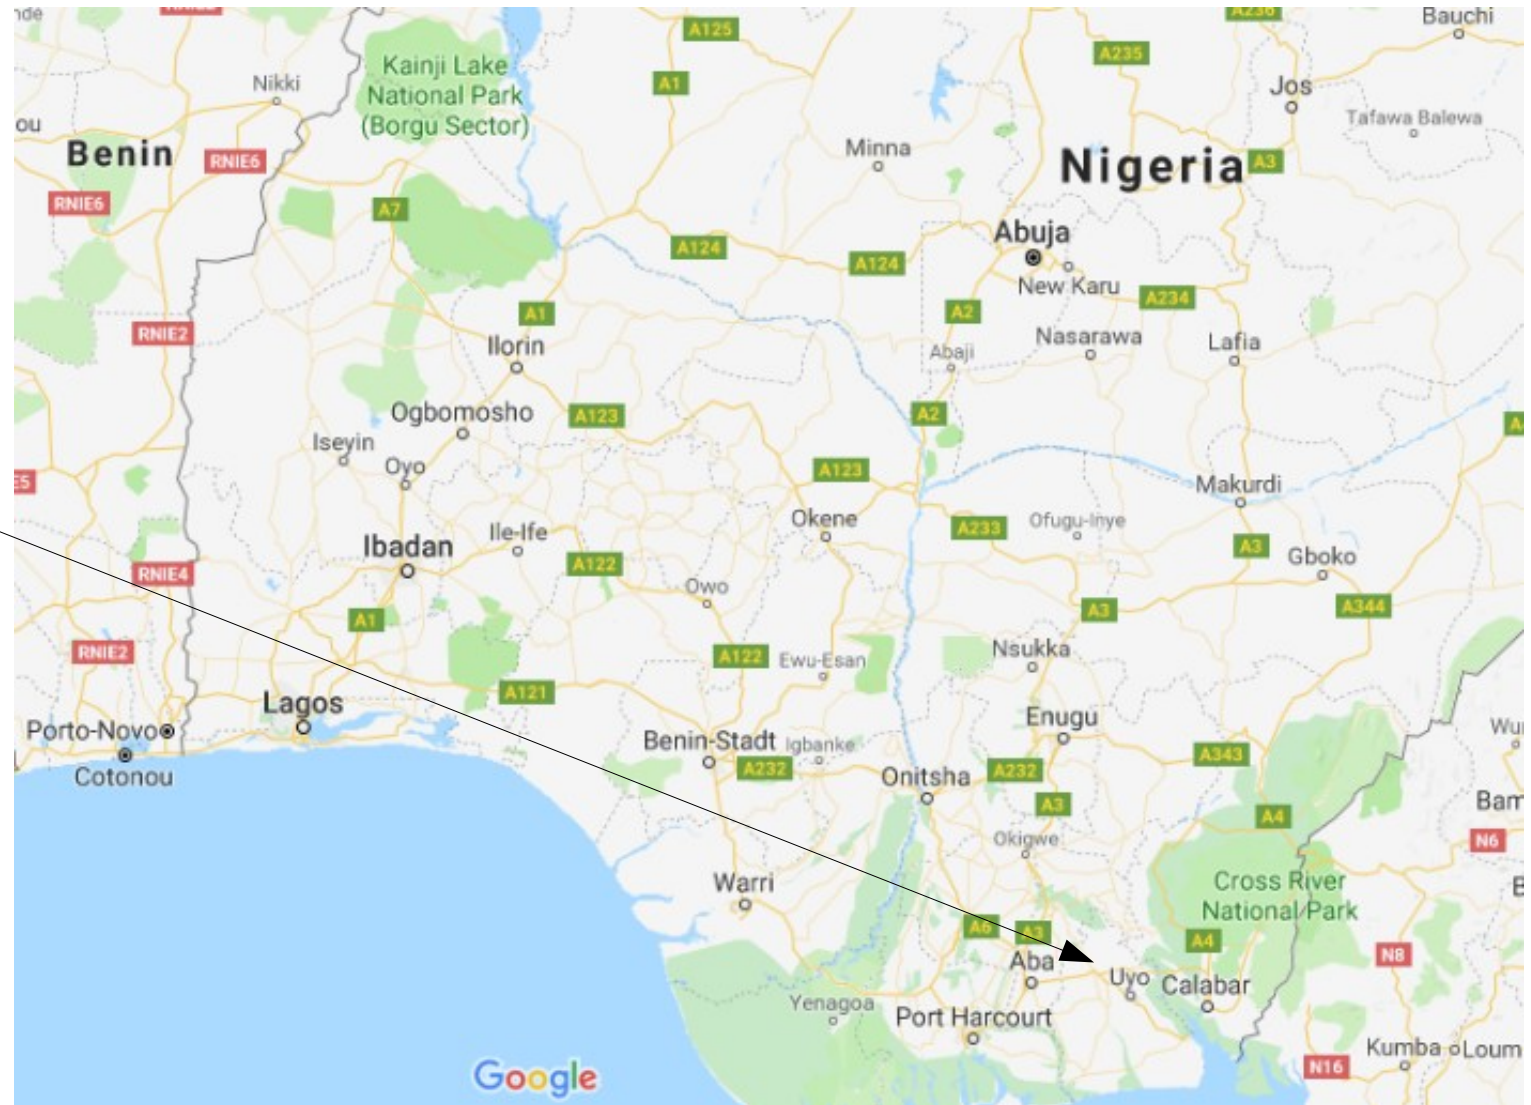 A236
Bauchi
A125
A235
Kainji Lake
National Park
(Borgu Sector)
Nikki
A1
Jos
Tafawa Balewa
ou
Benin
RNIE6
Minna
Nigeria
A3
RNIE6
A7
Abuja
A124
A124
New Karu
A234
A1
A2
RNIE2
Ilorin
Nasarawa
Lafia
Abaji
Ogbomosho
A123
A2
Iseyin
Oyo
A123
Makurdi
E5
Okene
A233
Ofugu-Inye
Ile-Ife
Ibadan
A3
Gboko
RNIE4
A122
Owo
A3
A344
A1
RNIE2
A122
Ewu-Esan
Nsukka
Lagos
A121
Enugu
Porto-Novo
Benin-Stadt
Igbanke
A343
Cotonou
A232
Onitsha
A232
A3
A4
Okigwe
N6
Warri
Cross River
National Park
A6
A3
A4
N8
Aba
Uyo
Calabar
Yenagoa
Port Harcourt
Kumba
Loum
Google
N16